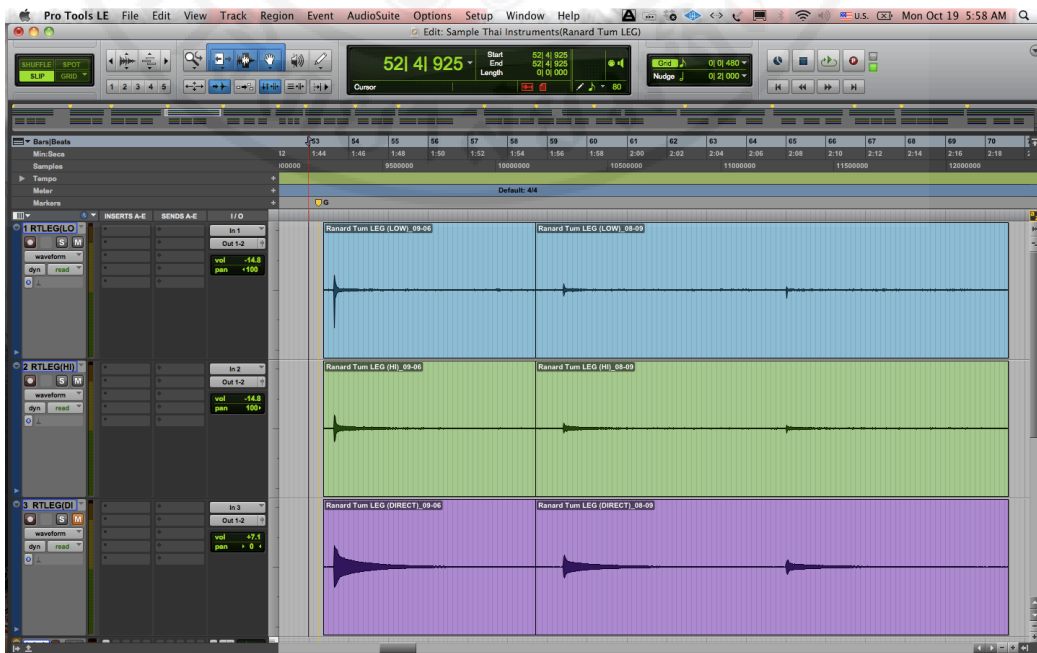 Pro Tools LE File Edit View Track Region Event AudioSuite Options Setup Window Help U.S. Mon Oct 19 5:58 AM
Edit: Sample Thai Instruments(Ranard Tum LEG)
SHUFFLE SPOT
SLIP GRID
1 2 3 4 5
52| 4| 925
Start 52| 4| 925
End 52| 4| 925
Length 0| 0| 000
Cursor
80
Grid 0| 0| 480
Nudge 0| 2| 000
Bars|Beats 53 54 55 56 57 58 59 60 61 62 63 64 65 66 67 68 69 70
Min:Secs 1:44 1:46 1:48 1:50 1:52 1:54 1:56 1:58 2:00 2:02 2:04 2:06 2:08 2:10 2:12 2:14 2:16 2:18
Samples 9500000 10000000 10500000 11000000 11500000 12000000
Tempo
Meter Default: 4/4
Markers G
INSERTS A-E SENDS A-E I / O
1 RTLEG(LO In 1 Ranard Tum LEG (LOW)_09-06 Ranard Tum LEG (LOW)_08-09
S M Out 1-2
waveform vol -14.8
dyn read pan ‹100
2 RTLEG(HI) In 2 Ranard Tum LEG (HI)_09-06 Ranard Tum LEG (HI)_08-09
S M Out 1-2
waveform vol -14.8
dyn read pan 100›
3 RTLEG(DI In 3 Ranard Tum LEG (DIRECT)_09-06 Ranard Tum LEG (DIRECT)_08-09
S M Out 1-2
waveform vol +7.1
dyn read pan › 0 ‹